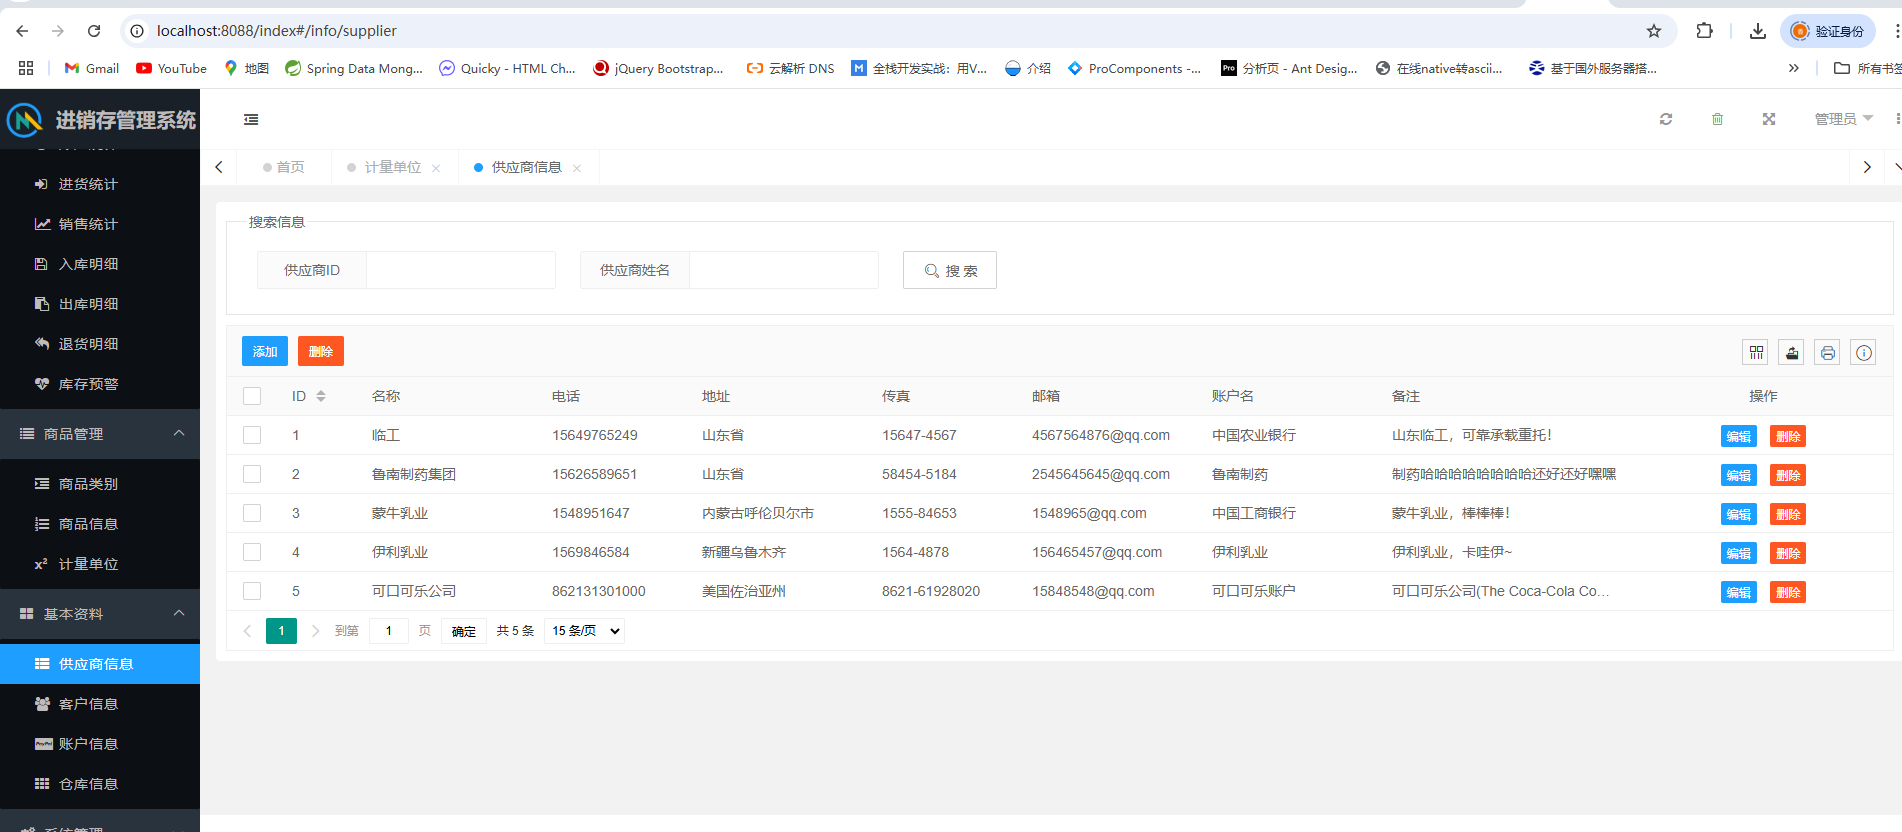 localhost:8088/index#/info/supplier
验证身份
Gmail
YouTube
地图
Spring Data Mong...
Quicky - HTML Ch...
jQuery Bootstrap...
云解析 DNS
全栈开发实战：用V...
介绍
ProComponents -...
Pro
分析页 - Ant Desig...
在线native转ascii...
基于国外服务器搭...
所有书签
进销存管理系统
管理员
首页
计量单位
供应商信息
进货统计
销售统计
入库明细
出库明细
退货明细
库存预警
商品管理
商品类别
商品信息
计量单位
基本资料
供应商信息
客户信息
账户信息
仓库信息
系统管理
搜索信息
供应商ID
供应商姓名
搜 索
添加
删除
ID 名称 电话 地址 传真 邮箱 账户名 备注 操作
1 临工 15649765249 山东省 15647-4567 4567564876@qq.com 中国农业银行 山东临工，可靠承载重托！ 编辑 删除
2 鲁南制药集团 15626589651 山东省 58454-5184 2545645645@qq.com 鲁南制药 制药哈哈哈哈哈哈哈哈还好还好嘿嘿 编辑 删除
3 蒙牛乳业 1548951647 内蒙古呼伦贝尔市 1555-84653 1548965@qq.com 中国工商银行 蒙牛乳业，棒棒棒！ 编辑 删除
4 伊利乳业 1569846584 新疆乌鲁木齐 1564-4878 156465457@qq.com 伊利乳业 伊利乳业，卡哇伊~ 编辑 删除
5 可口可乐公司 862131301000 美国佐治亚州 8621-61928020 15848548@qq.com 可口可乐账户 可口可乐公司(The Coca-Cola Co... 编辑 删除
1 到第 1 页 确定 共 5 条 15 条/页